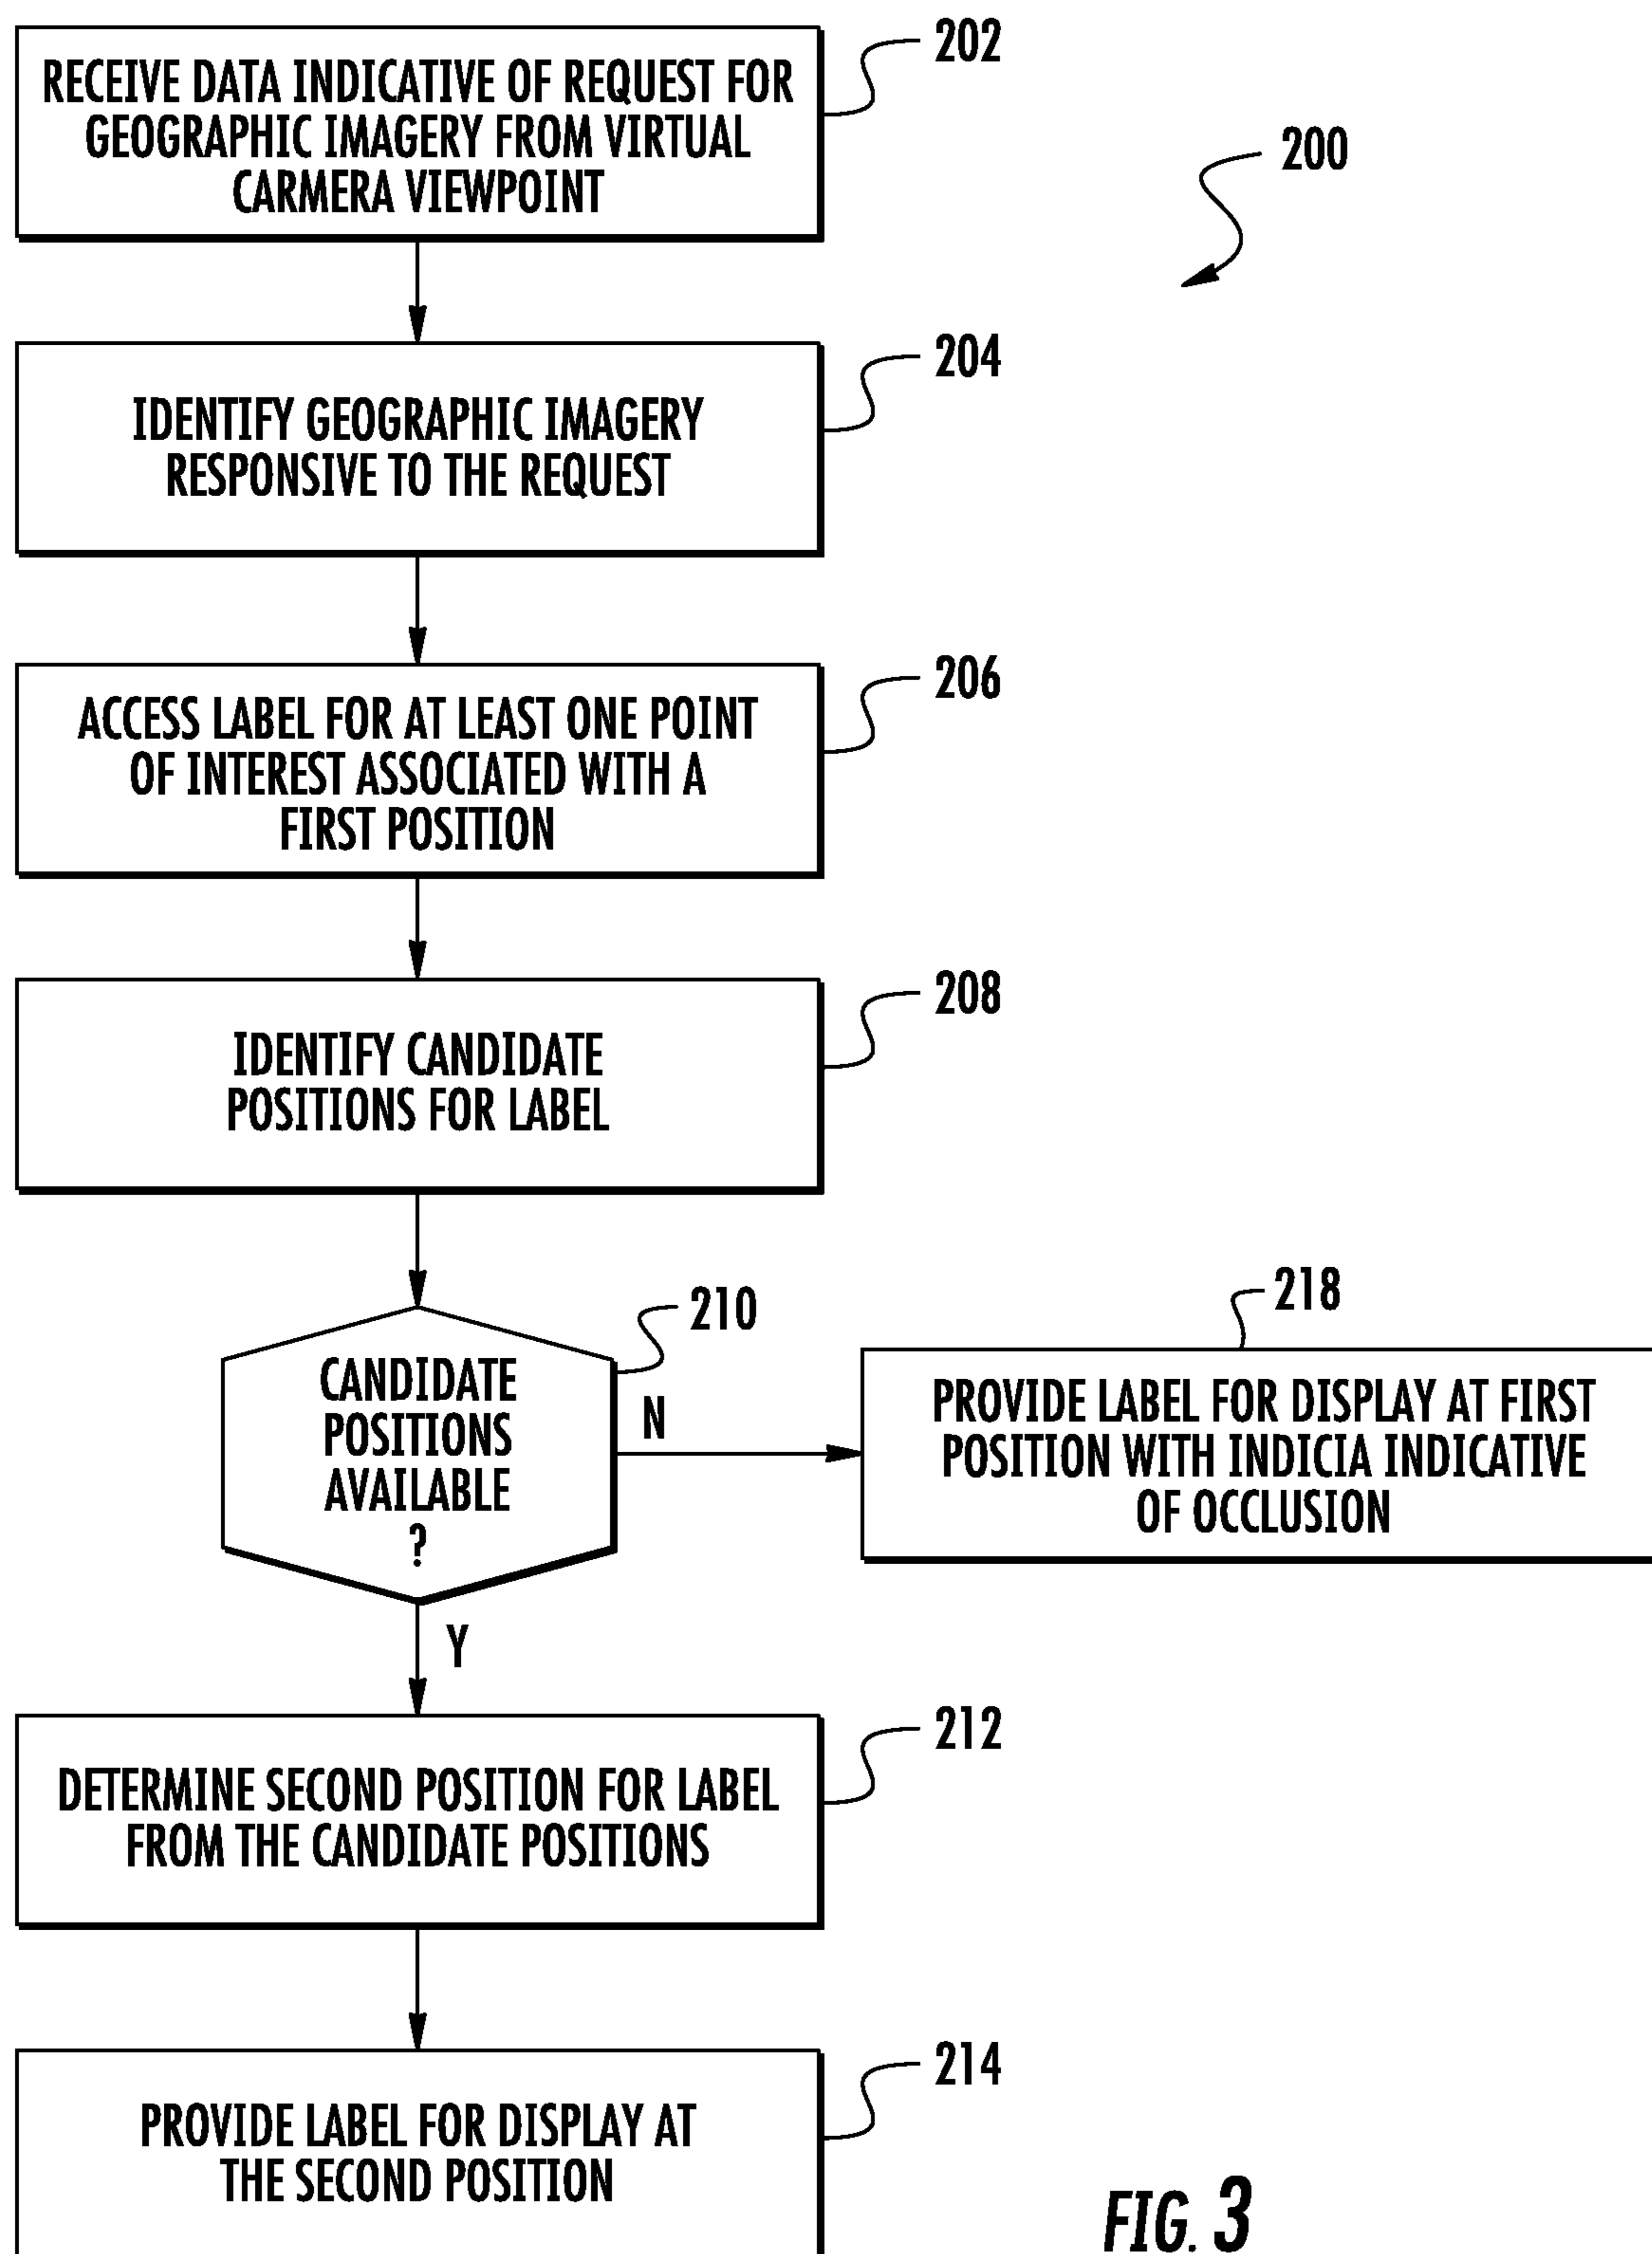 RECEIVE DATA INDICATIVE OF REQUEST FOR
GEOGRAPHIC IMAGERY FROM VIRTUAL
CARMERA VIEWPOINT
202
200
IDENTIFY GEOGRAPHIC IMAGERY
RESPONSIVE TO THE REQUEST
204
ACCESS LABEL FOR AT LEAST ONE POINT
OF INTEREST ASSOCIATED WITH A
FIRST POSITION
206
IDENTIFY CANDIDATE
POSITIONS FOR LABEL
208
CANDIDATE
POSITIONS
AVAILABLE
?
210
N
218
PROVIDE LABEL FOR DISPLAY AT FIRST
POSITION WITH INDICIA INDICATIVE
OF OCCLUSION
Y
DETERMINE SECOND POSITION FOR LABEL
FROM THE CANDIDATE POSITIONS
212
PROVIDE LABEL FOR DISPLAY AT
THE SECOND POSITION
214
FIG. 3